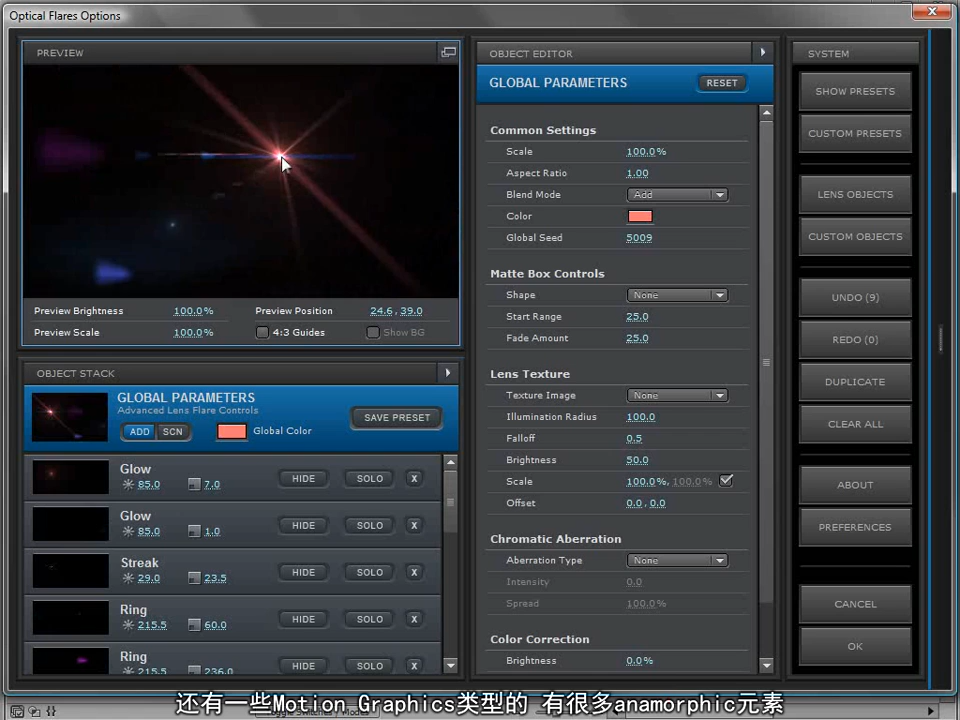 Optical Flares Options
PREVIEW
Preview Brightness 100.0% Preview Position 24.6, 39.0
Preview Scale 100.0% 4:3 Guides Show BG
OBJECT STACK
GLOBAL PARAMETERS
Advanced Lens Flare Controls
SAVE PRESET
ADD SCN Global Color
Glow
85.0 7.0 HIDE SOLO X
Glow
85.0 1.0 HIDE SOLO X
Streak
29.0 23.5 HIDE SOLO X
Ring
215.5 60.0 HIDE SOLO X
Ring
215.5 236.0 HIDE SOLO X
OBJECT EDITOR
GLOBAL PARAMETERS RESET
Common Settings
Scale 100.0%
Aspect Ratio 1.00
Blend Mode Add
Color
Global Seed 5009
Matte Box Controls
Shape None
Start Range 25.0
Fade Amount 25.0
Lens Texture
Texture Image None
Illumination Radius 100.0
Falloff 0.5
Brightness 50.0
Scale 100.0%, 100.0%
Offset 0.0, 0.0
Chromatic Aberration
Aberration Type None
Intensity 0.0
Spread 100.0%
Color Correction
Brightness 0.0%
SYSTEM
SHOW PRESETS
CUSTOM PRESETS
LENS OBJECTS
CUSTOM OBJECTS
UNDO (9)
REDO (0)
DUPLICATE
CLEAR ALL
ABOUT
PREFERENCES
CANCEL
OK
还有一些Motion Graphics类型的 有很多anamorphic元素